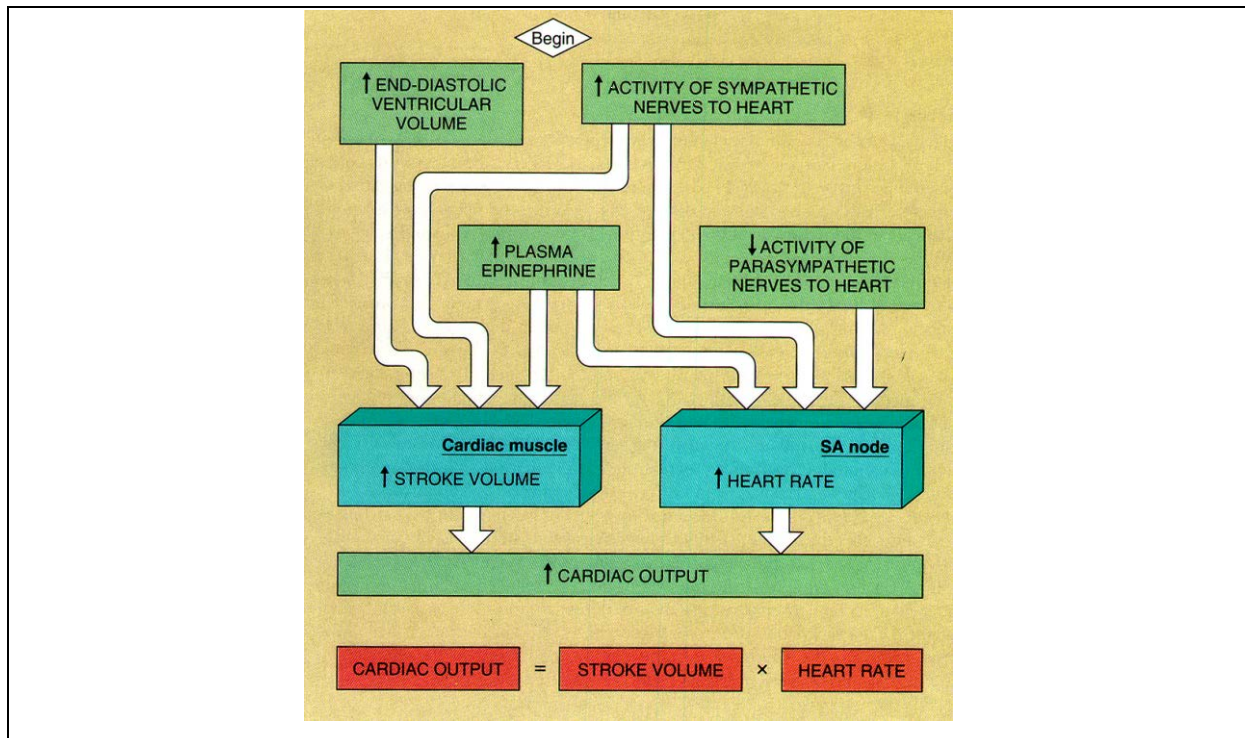 Begin
↑ END-DIASTOLIC
VENTRICULAR
VOLUME
↑ ACTIVITY OF SYMPATHETIC
NERVES TO HEART
↑ PLASMA
EPINEPHRINE
↓ ACTIVITY OF
PARASYMPATHETIC
NERVES TO HEART
Cardiac muscle
↑ STROKE VOLUME
SA node
↑ HEART RATE
↑ CARDIAC OUTPUT
CARDIAC OUTPUT = STROKE VOLUME × HEART RATE